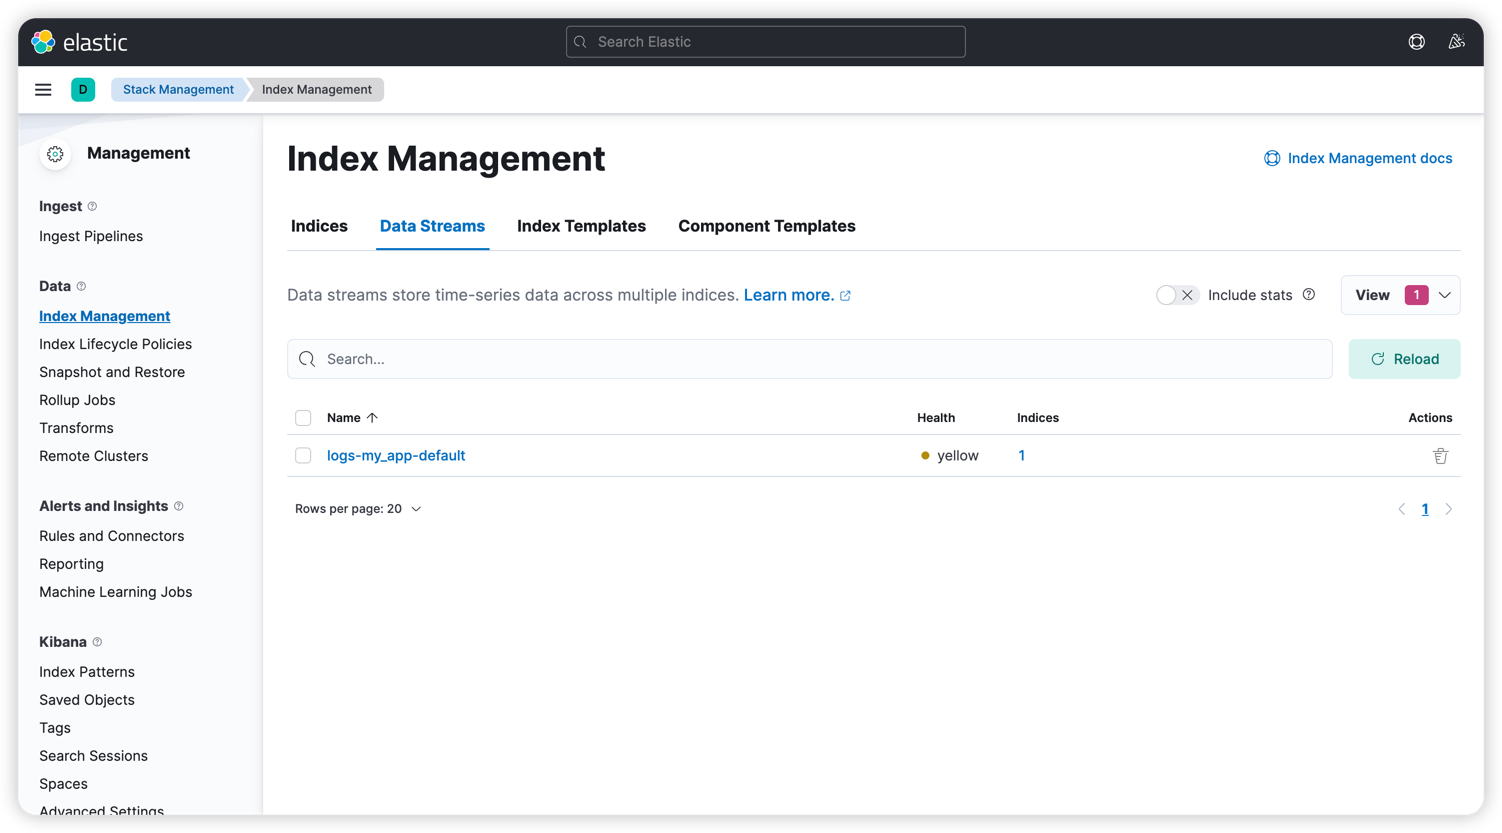 elastic
Search Elastic
D
Stack Management
Index Management
Management
Ingest
Ingest Pipelines
Data
Index Management
Index Lifecycle Policies
Snapshot and Restore
Rollup Jobs
Transforms
Remote Clusters
Alerts and Insights
Rules and Connectors
Reporting
Machine Learning Jobs
Kibana
Index Patterns
Saved Objects
Tags
Search Sessions
Spaces
Advanced Settings
Index Management
Index Management docs
Indices Data Streams Index Templates Component Templates
Data streams store time-series data across multiple indices. Learn more.
Include stats
View 1
Search...
Reload
Name Health Indices Actions
logs-my_app-default yellow 1
Rows per page: 20
1